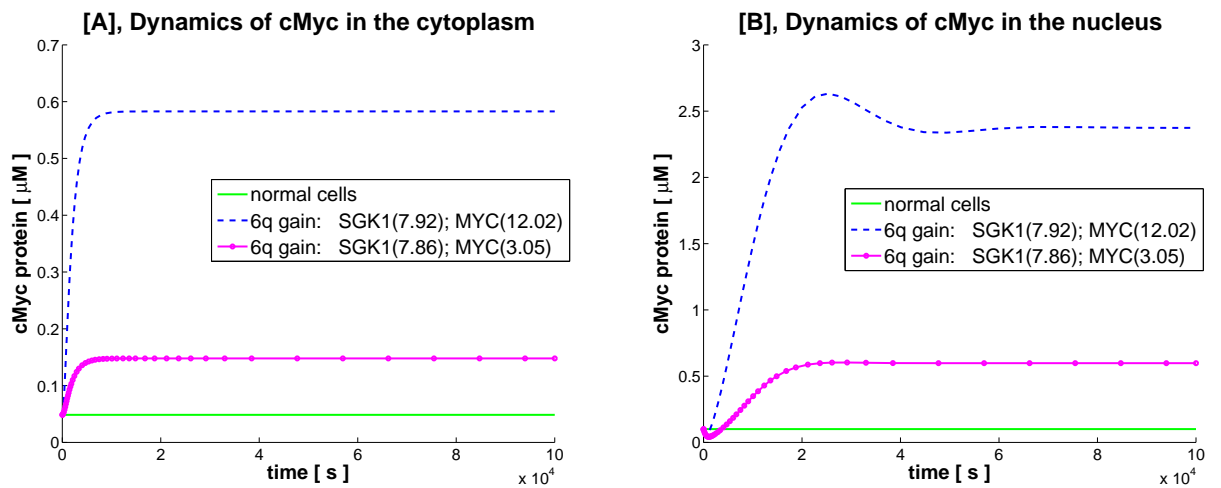 [A], Dynamics of cMyc in the cytoplasm
0.7
0.6
0.5
0.4
0.3
0.2
0.1
0
cMyc protein [ μM ]
normal cells
6q gain: SGK1(7.92); MYC(12.02)
6q gain: SGK1(7.86); MYC(3.05)
0 2 4 6 8 10
x 10^4
time [ s ]
[B], Dynamics of cMyc in the nucleus
3
2.5
2
1.5
1
0.5
0
cMyc protein [ μM ]
normal cells
6q gain: SGK1(7.92); MYC(12.02)
6q gain: SGK1(7.86); MYC(3.05)
0 2 4 6 8 10
x 10^4
time [ s ]